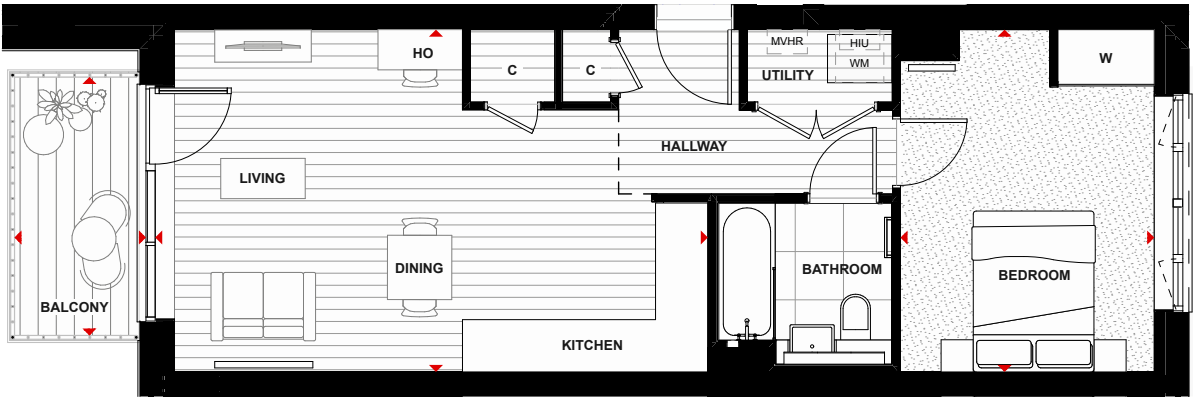 HO
C
C
MVHR
HIU
WM
UTILITY
W
HALLWAY
LIVING
DINING
BATHROOM
BEDROOM
BALCONY
KITCHEN